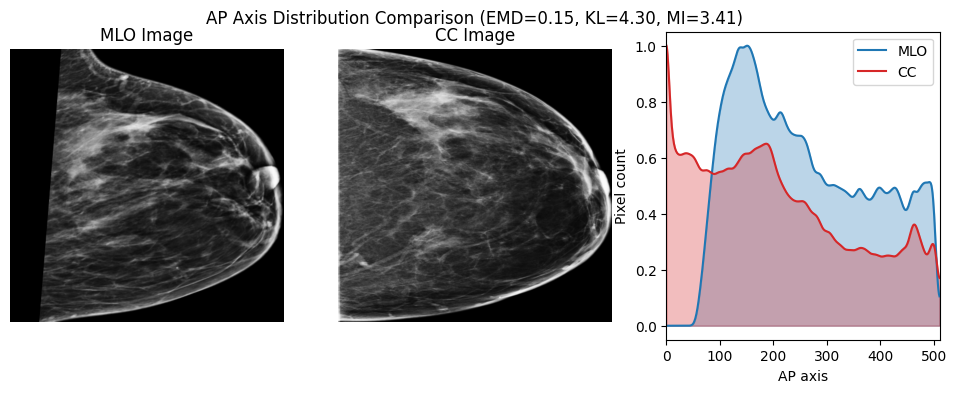 AP Axis Distribution Comparison (EMD=0.15, KL=4.30, MI=3.41)
MLO Image
CC Image
MLO
CC
Pixel count
1.0
0.8
0.6
0.4
0.2
0.0
0 100 200 300 400 500
AP axis